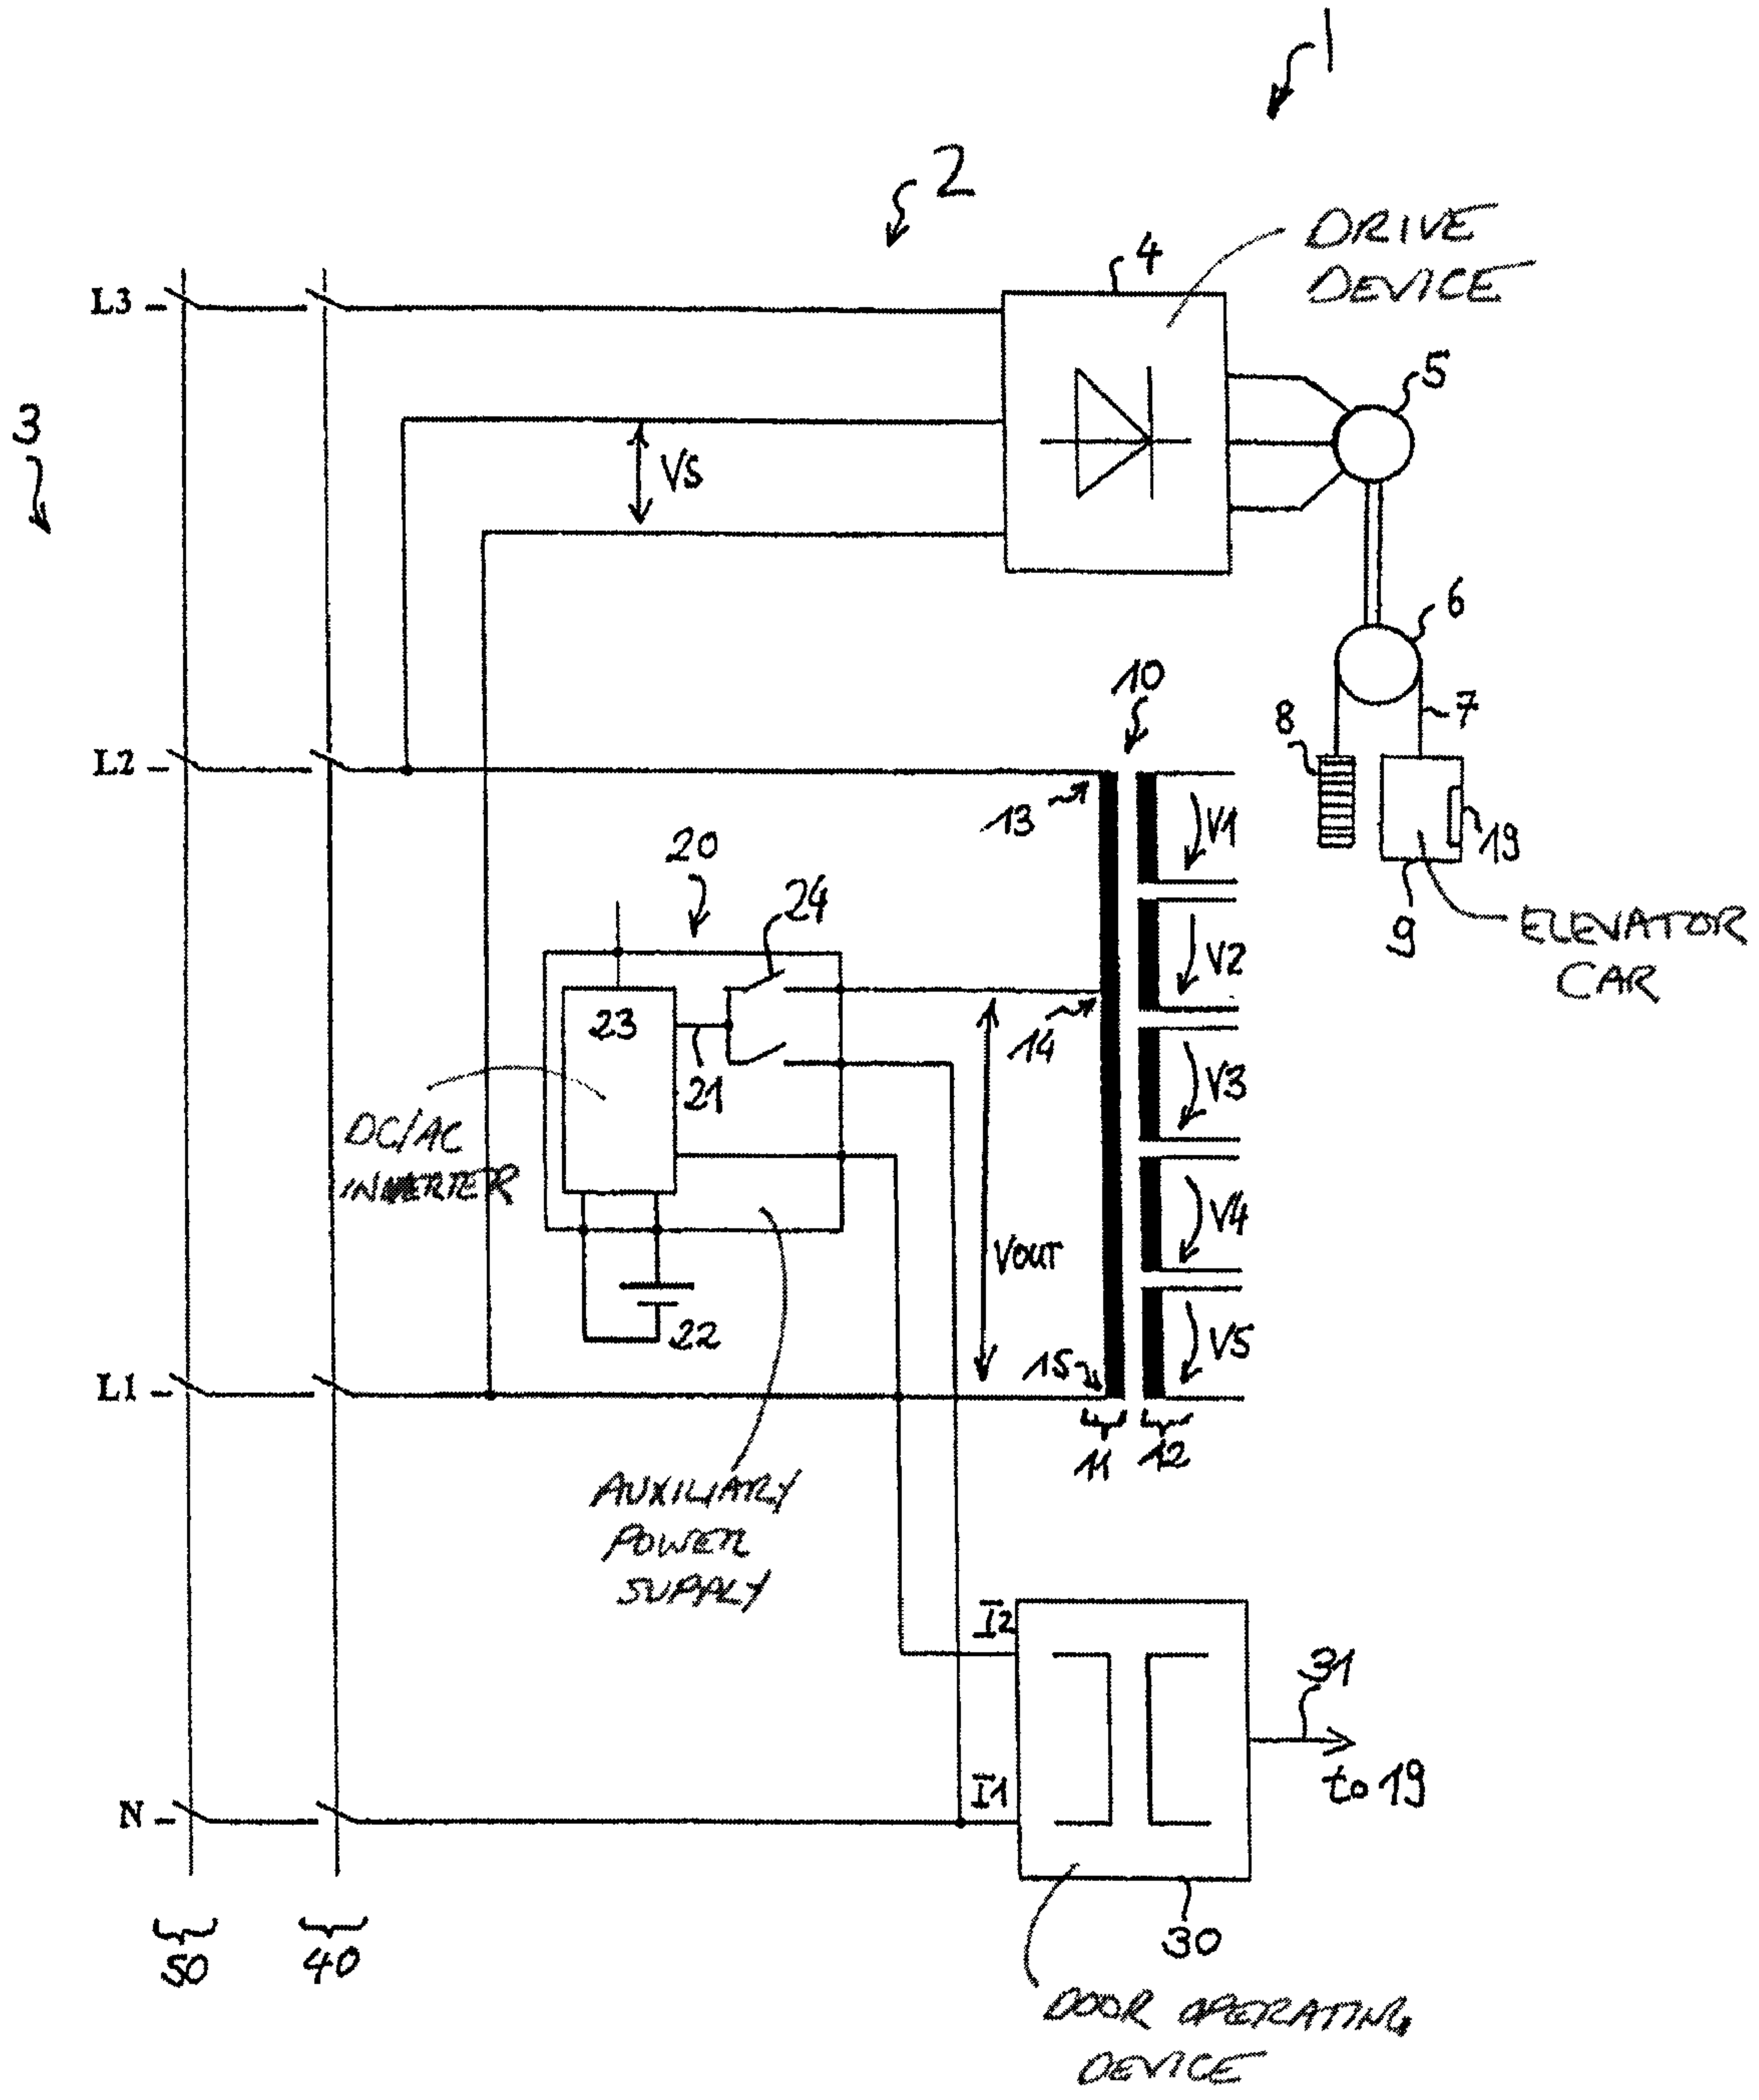 1
2
DRIVE
DEVICE
4
L3
5
3
VS
6
10
7
8
L2
13
V1
19
20
24
9
ELEVATOR
CAR
V2
23
14
21
V3
DC/AC
INVERTER
V4
VOUT
22
V5
15
L1
11
12
AUXILIARY
POWER
SUPPLY
I2
31
to 19
I1
N
30
50
40
DOOR OPERATING
DEVICE